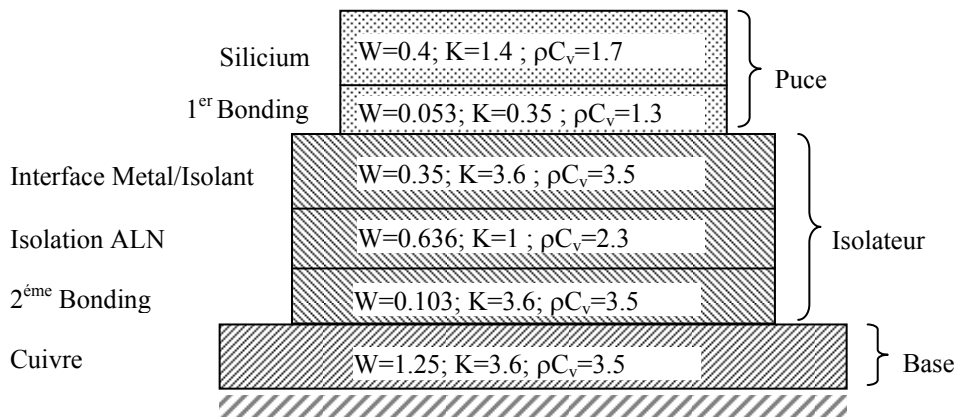 Silicium W=0.4; K=1.4 ; ρCv=1.7
Puce
1er Bonding W=0.053; K=0.35 ; ρCv=1.3
Interface Metal/Isolant W=0.35; K=3.6 ; ρCv=3.5
Isolation ALN W=0.636; K=1 ; ρCv=2.3
Isolateur
2éme Bonding W=0.103; K=3.6; ρCv=3.5
Cuivre W=1.25; K=3.6; ρCv=3.5
Base